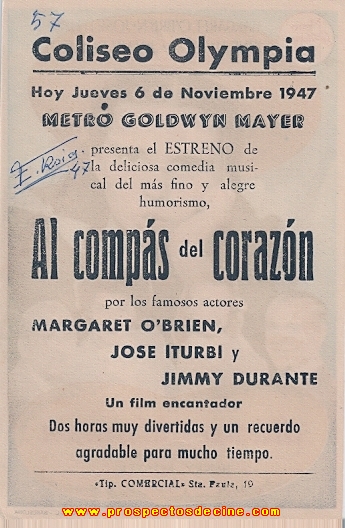 57
Coliseo Olympia
Hoy Jueves 6 de Noviembre 1947
METRO GOLDWYN MAYER
presenta el ESTRENO de
la deliciosa comedia musi-
cal del más fino y alegre
humorismo,
E. Roig
47
Al compás del corazón
por los famosos actores
MARGARET O'BRIEN,
JOSE ITURBI y
JIMMY DURANTE
Un film encantador
Dos horas muy divertidas y un recuerdo
agradable para mucho tiempo.
«Tip. COMERCIAL» Sta. Paula, 19
www.prospectosdecine.com